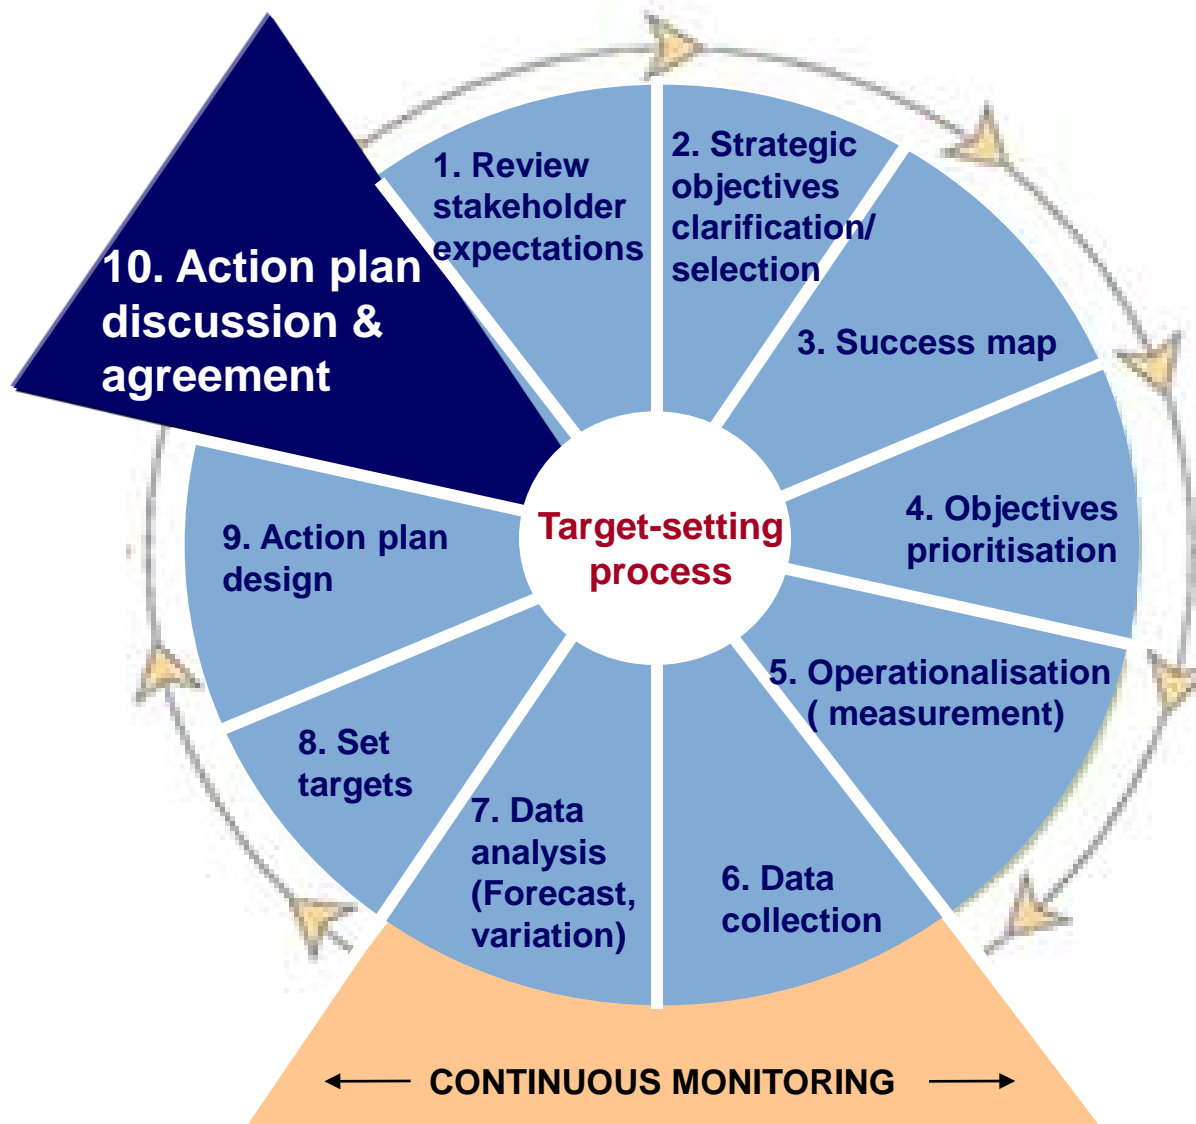 1. Review
stakeholder
expectations
2. Strategic
objectives
clarification/
selection
3. Success map
4. Objectives
prioritisation
5. Operationalisation
( measurement)
6. Data
collection
7. Data
analysis
(Forecast,
variation)
8. Set
targets
9. Action plan
design
10. Action plan
discussion &
agreement
Target-setting
process
CONTINUOUS MONITORING